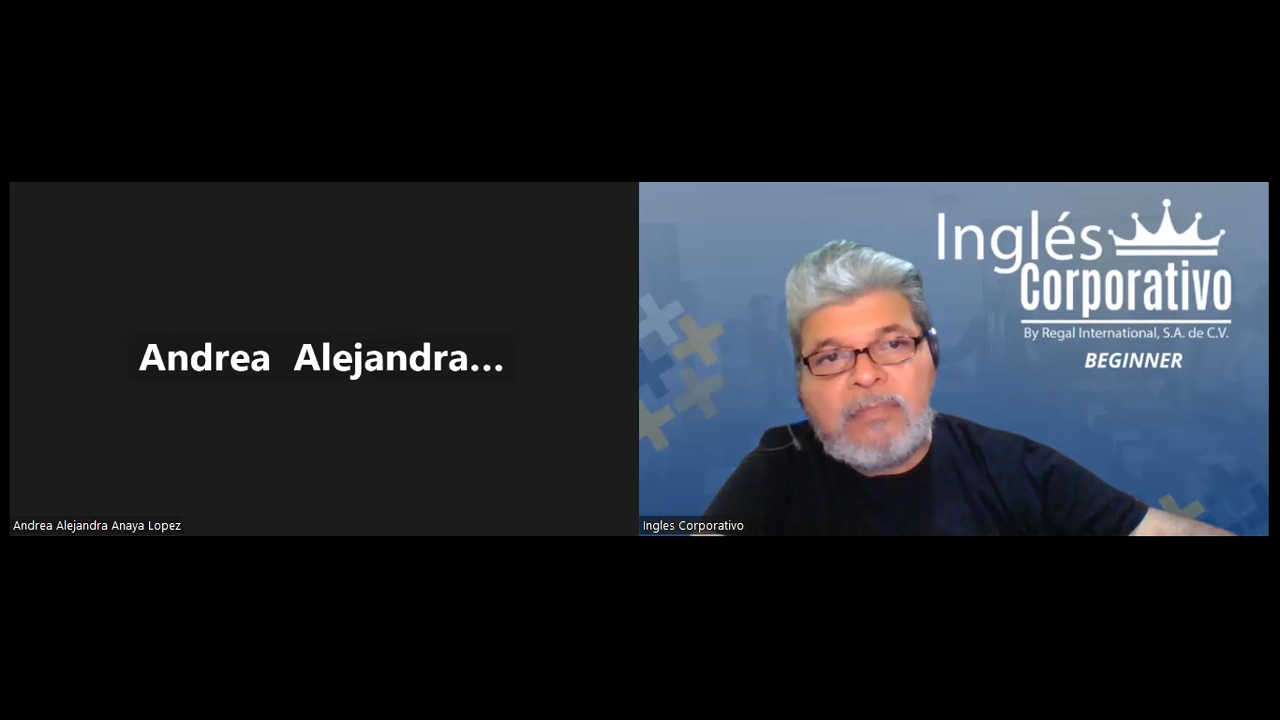 Andrea Alejandra...
Andrea Alejandra Anaya Lopez
Inglés
Corporativo
By Regal International, S.A. de C.V.
BEGINNER
Ingles Corporativo